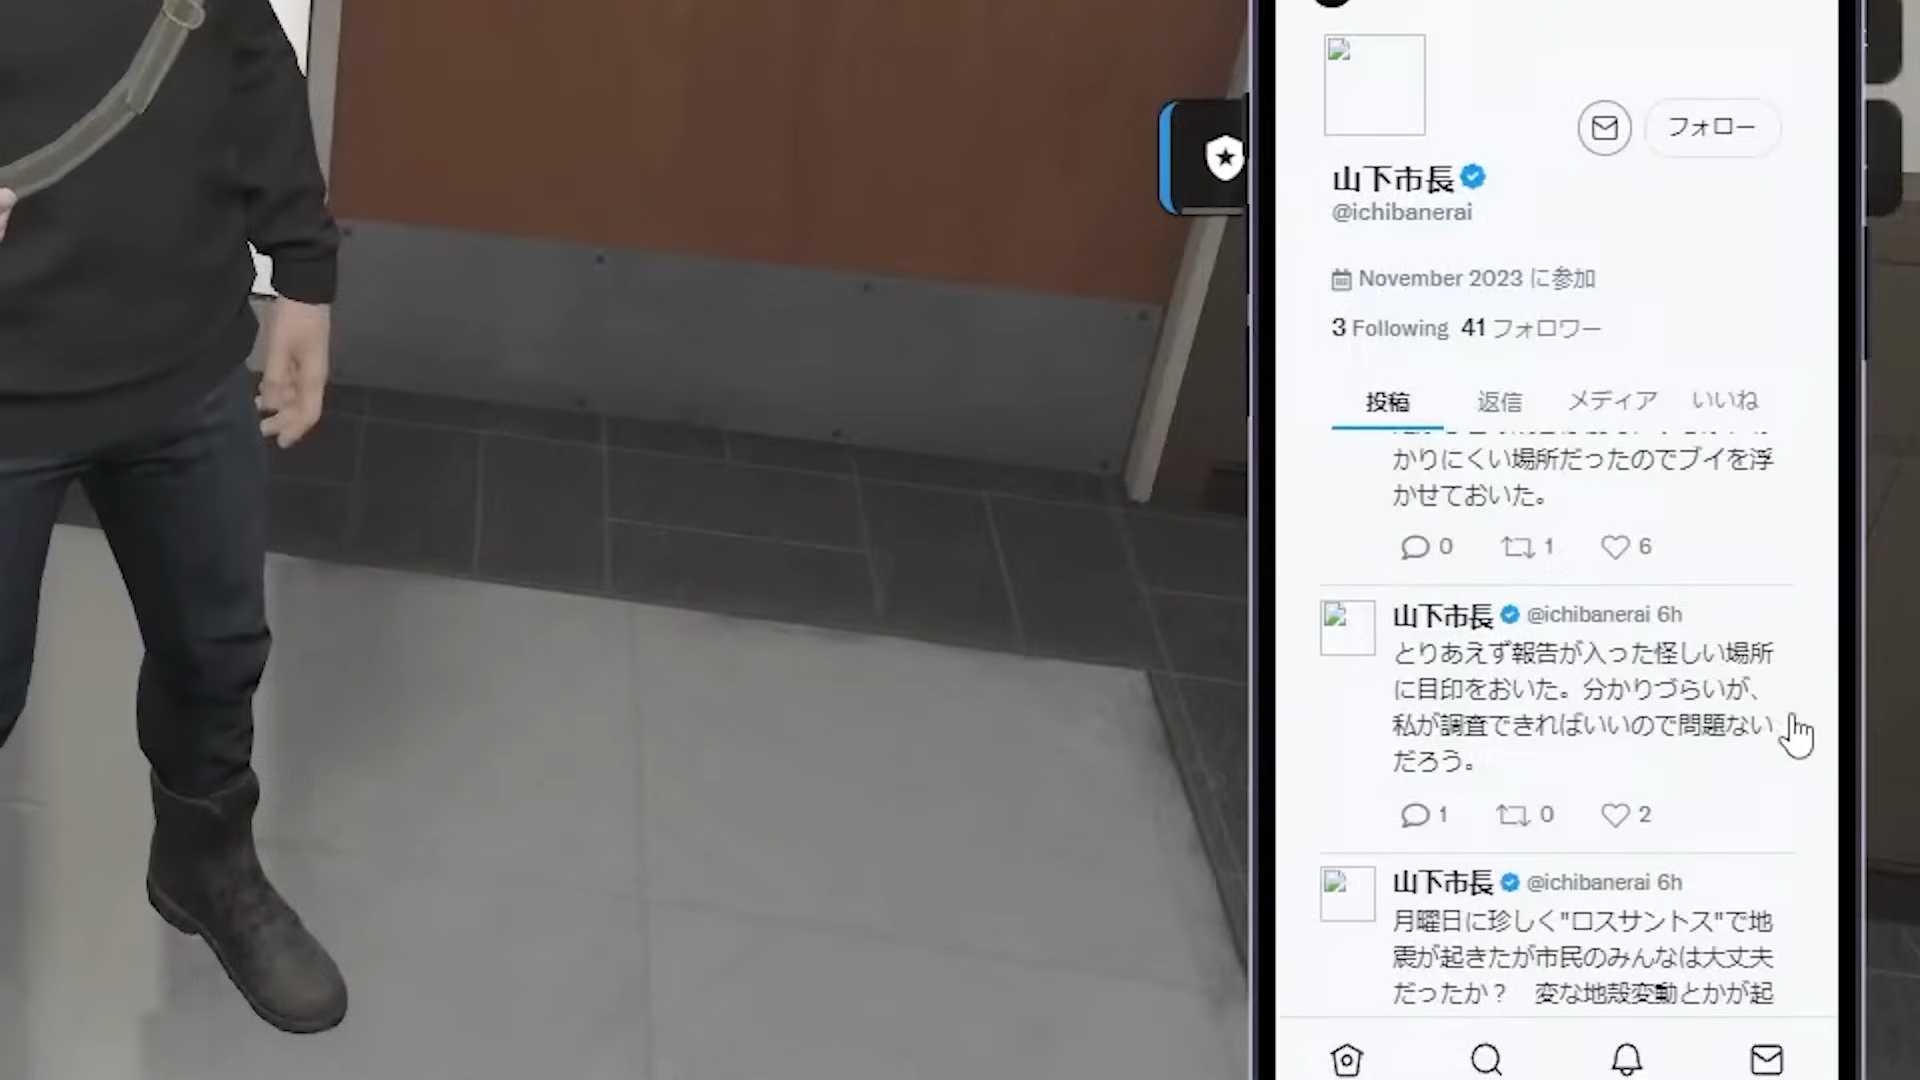 フォロー
山下市長
@ichibanerai
November 2023 に参加
3 Following 41 フォロワー
投稿 返信 メディア いいね
かりにくい場所だったのでブイを浮
かせておいた。
0 1 6
山下市長 @ichibanerai 6h
とりあえず報告が入った怪しい場所
に目印をおいた。分かりづらいが、
私が調査できればいいので問題ない
だろう。
1 0 2
山下市長 @ichibanerai 6h
月曜日に珍しく"ロスサントス"で地
震が起きたが市民のみんなは大丈夫
だったか？　変な地殻変動とかが起